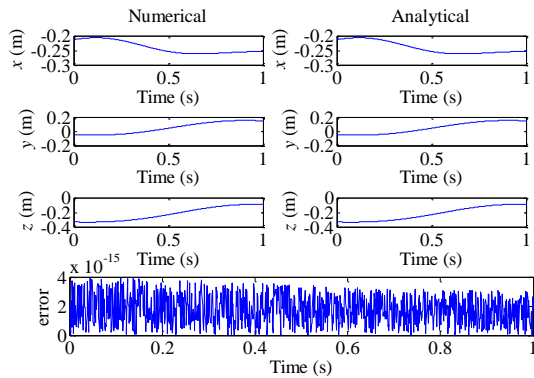 Numerical Analytical
x (m) -0.2 -0.25 -0.3 0 0.5 1 Time (s)
x (m) -0.2 -0.25 -0.3 0 0.5 1 Time (s)
y (m) 0.2 0 -0.2 0 0.5 1 Time (s)
y (m) 0.2 0 -0.2 0 0.5 1 Time (s)
z (m) 0 -0.2 -0.4 0 0.5 1 Time (s)
z (m) 0 -0.2 -0.4 0 0.5 1 Time (s)
x 10^-15
error 4 2 0
0 0.2 0.4 0.6 0.8 1
Time (s)